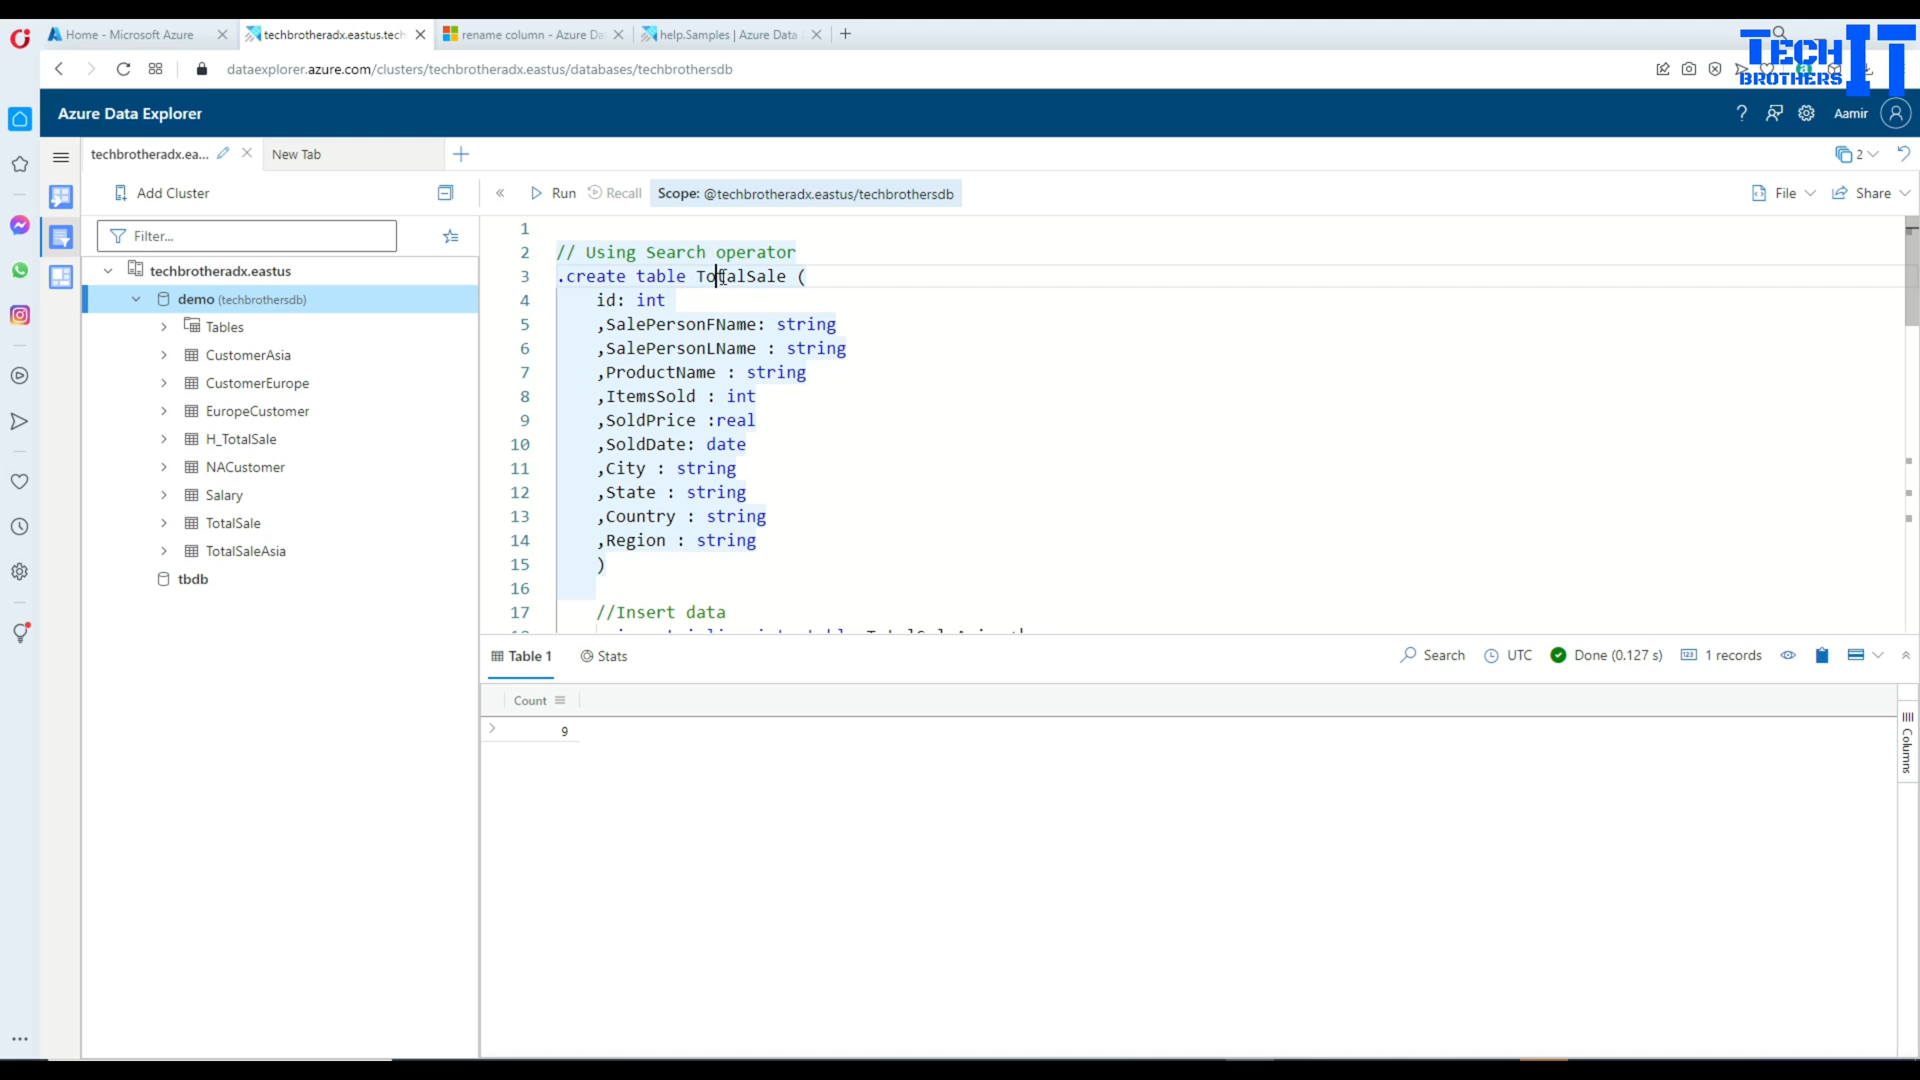 Home - Microsoft Azure
techbrotheradx.eastus.tech
rename column - Azure Da
help.Samples | Azure Data
TECH
BROTHERS
IT
dataexplorer.azure.com/clusters/techbrotheradx.eastus/databases/techbrothersdb
Azure Data Explorer
? Aamir
techbrotheradx.ea...
New Tab
2
Add Cluster
Run
Recall
Scope: @techbrotheradx.eastus/techbrothersdb
File
Share
Filter...
techbrotheradx.eastus
demo (techbrothersdb)
Tables
CustomerAsia
CustomerEurope
EuropeCustomer
H_TotalSale
NACustomer
Salary
TotalSale
TotalSaleAsia
tbdb
1
2 // Using Search operator
3 .create table TotalSale (
4 id: int
5 ,SalePersonFName: string
6 ,SalePersonLName : string
7 ,ProductName : string
8 ,ItemsSold : int
9 ,SoldPrice :real
10 ,SoldDate: date
11 ,City : string
12 ,State : string
13 ,Country : string
14 ,Region : string
15 )
16
17 //Insert data
Table 1
Stats
Search
UTC
Done (0.127 s)
1 records
Count
9
Columns